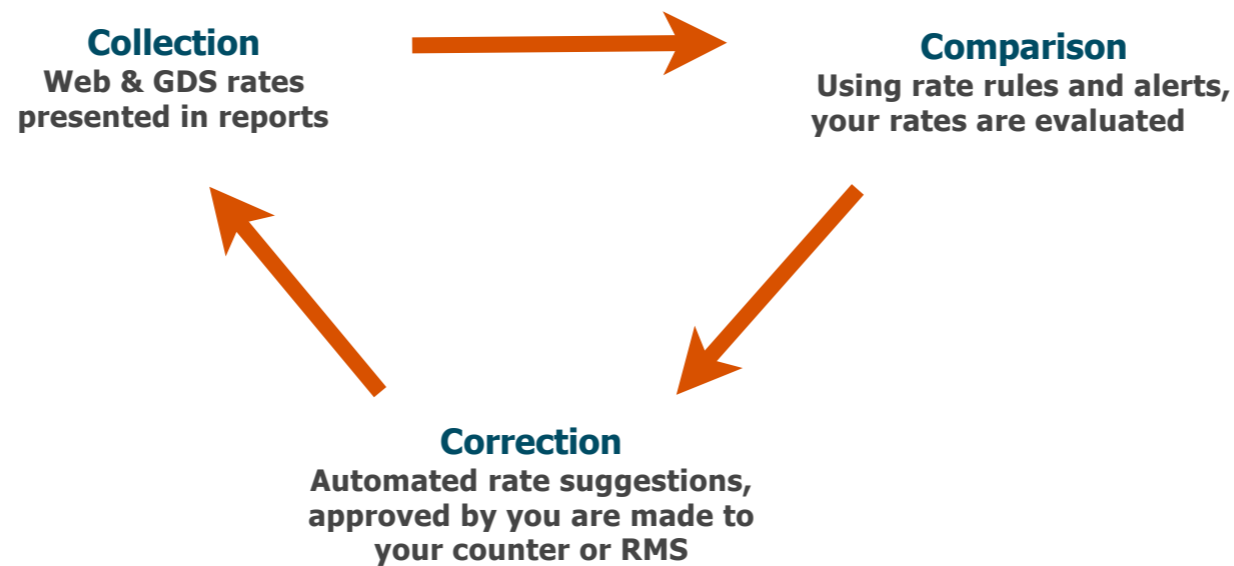 Collection
Web & GDS rates
presented in reports
Comparison
Using rate rules and alerts,
your rates are evaluated
Correction
Automated rate suggestions,
approved by you are made to
your counter or RMS